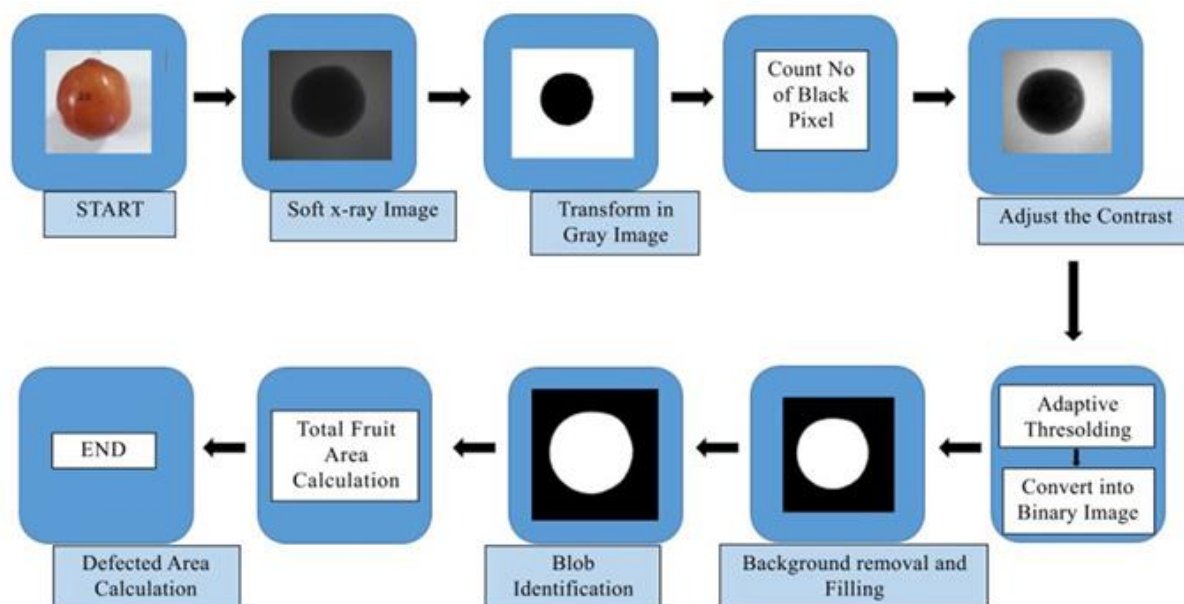 START
Soft x-ray Image
Transform in
Gray Image
Count No
of Black
Pixel
Adjust the Contrast
Adaptive
Thresolding
Convert into
Binary Image
Background removal and
Filling
Blob
Identification
Total Fruit
Area
Calculation
END
Defected Area
Calculation